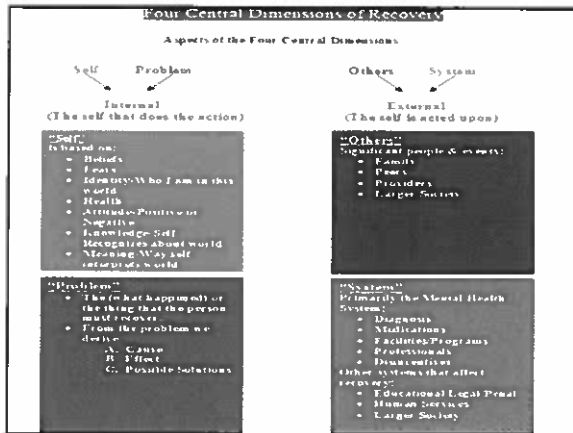 Four Central Dimensions of Recovery
Aspects of the Four Central Dimensions
Self Problem
Others System
Internal
(The self that does the action)
External
(The self is acted upon)
"Self"
Is based on:
• Beliefs
• Fears
• Identity-Who I am in this
world
• Health
• Attitude-Positive or
Negative
• Knowledge-Self
Recognizes about world
• Meaning-Way self
interprets world
"Others"
Significant people & events:
• Family
• Peers
• Providers
• Larger Society
"Problem"
• The (what happened) or
the thing that the person
must recover.
• From the problem we
derive
A. Cause
B. Effect
C. Possible Solutions
"System"
Primarily the Mental Health
System:
• Diagnosis
• Medications
• Facilities/Programs
• Professionals
• Disincentives
Other systems that affect
recovery:
• Educational Legal Penal
• Human Services
• Larger Society